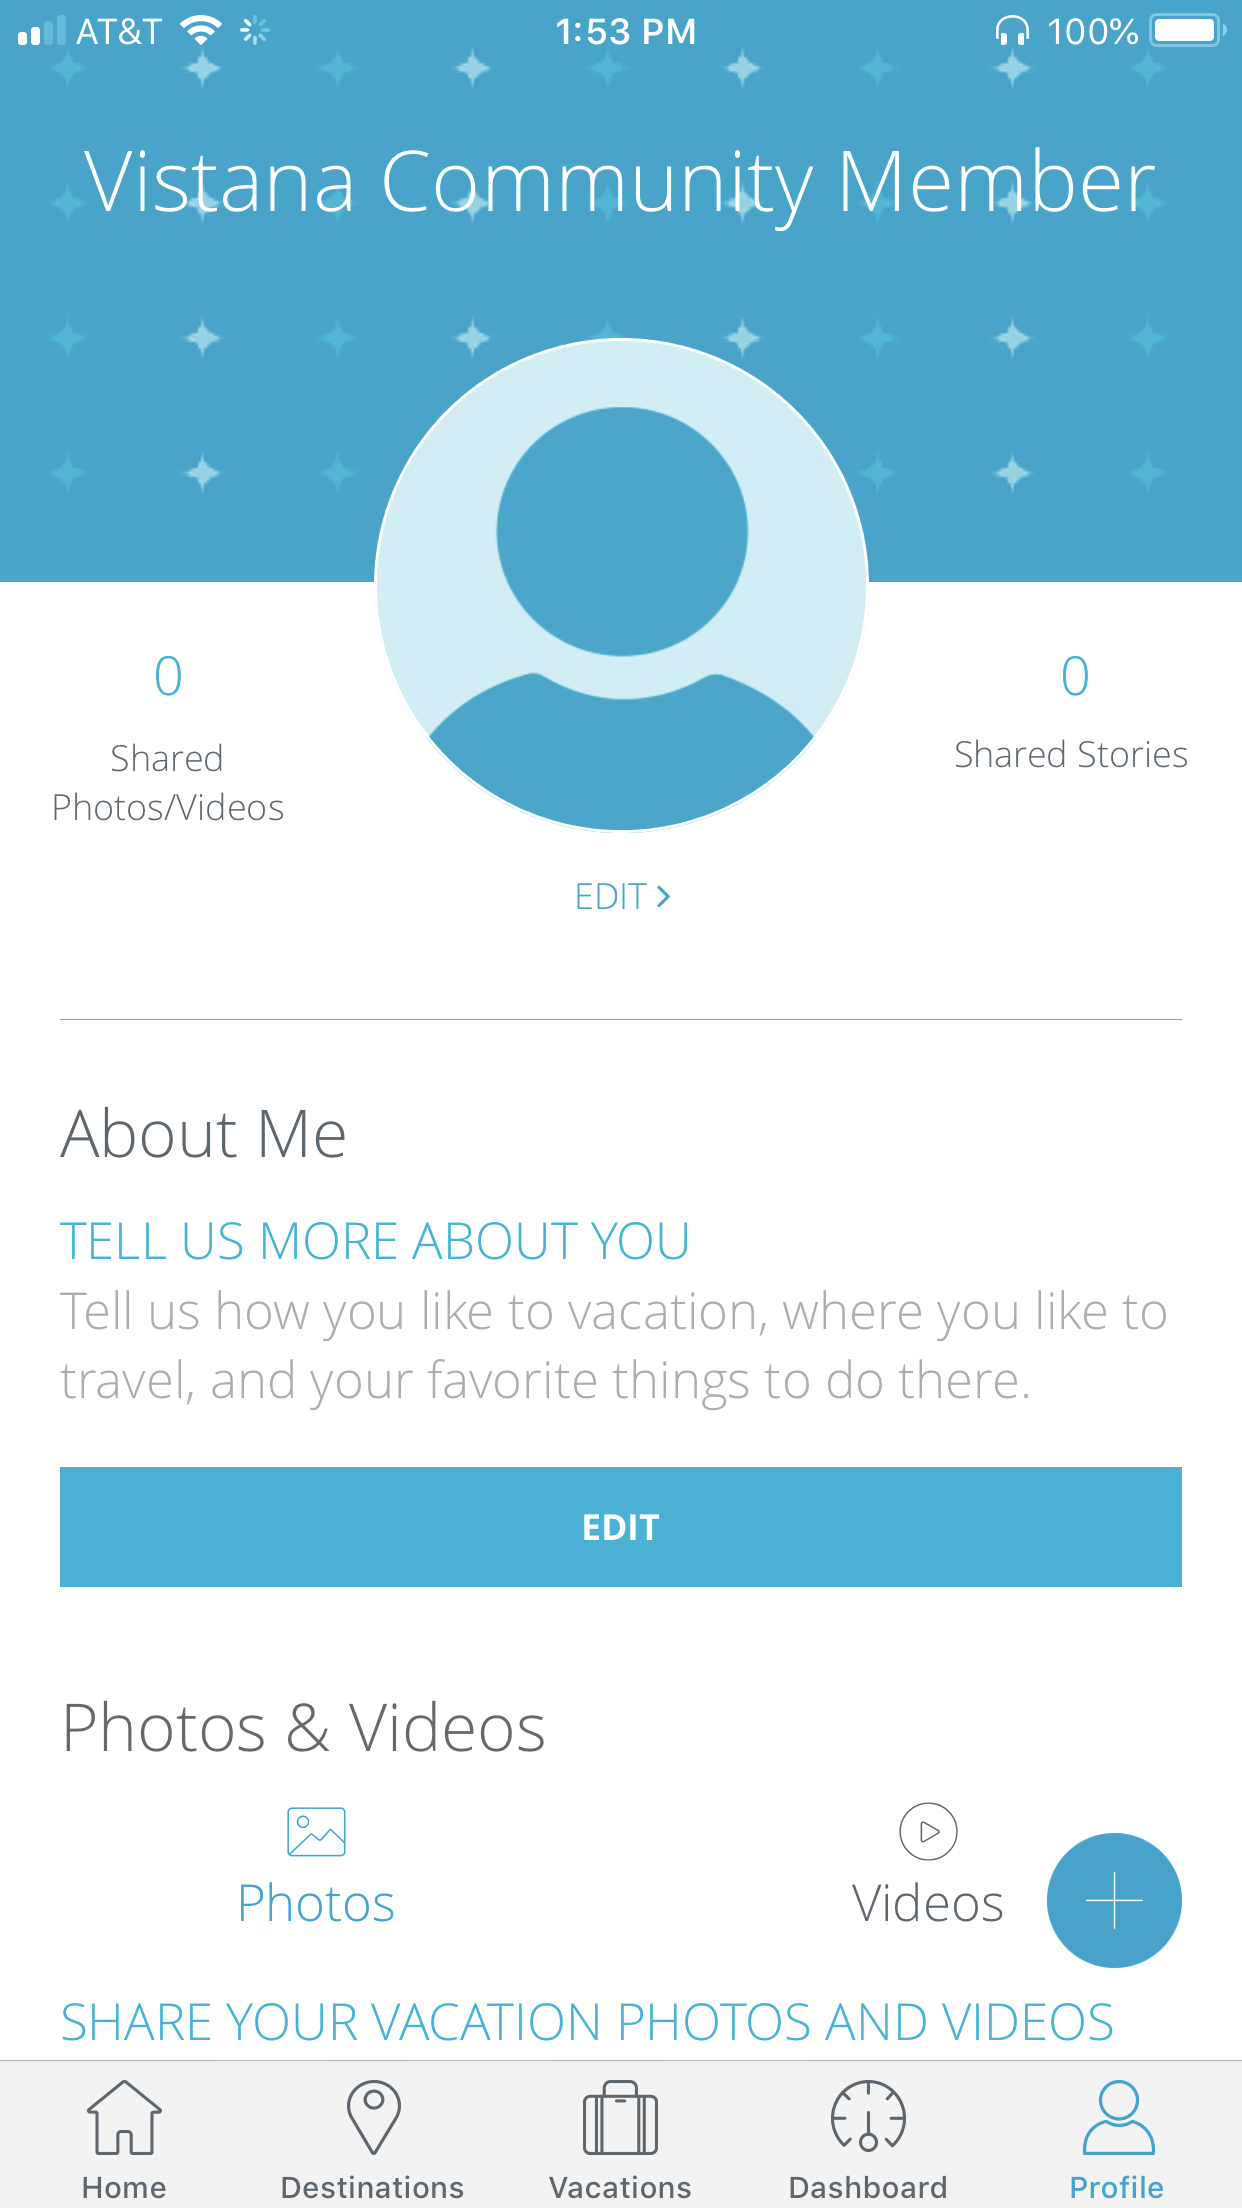 AT&T 1:53 PM 100%
Vistana Community Member
0
Shared
Photos/Videos
0
Shared Stories
EDIT
About Me
TELL US MORE ABOUT YOU
Tell us how you like to vacation, where you like to
travel, and your favorite things to do there.
EDIT
Photos & Videos
Photos
Videos
SHARE YOUR VACATION PHOTOS AND VIDEOS
Home Destinations Vacations Dashboard Profile